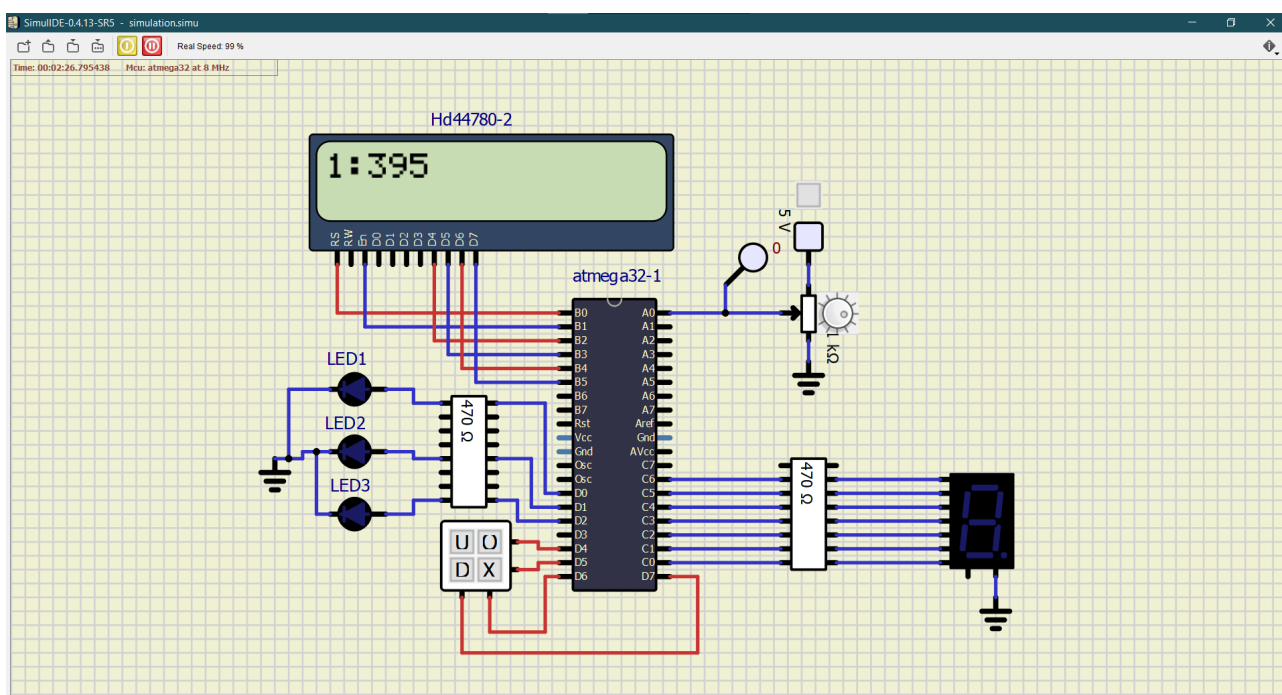 SimulIDE-0.4.13-SR5 - simulation.simu
Real Speed: 99 %
Time: 00:02:26.795438 Mcu: atmega32 at 8 MHz
Hd44780-2
1:395
RS RW En D0 D1 D2 D3 D4 D5 D6 D7
5 V
0
1 kΩ
atmega32-1
B0 A0
B1 A1
B2 A2
B3 A3
B4 A4
B5 A5
B6 A6
B7 A7
Rst Aref
Vcc Gnd
Gnd AVcc
Osc C7
Osc C6
D0 C5
D1 C4
D2 C3
D3 C2
D4 C1
D5 C0
D6 D7
LED1
LED2
LED3
470 Ω
U O
D X
470 Ω